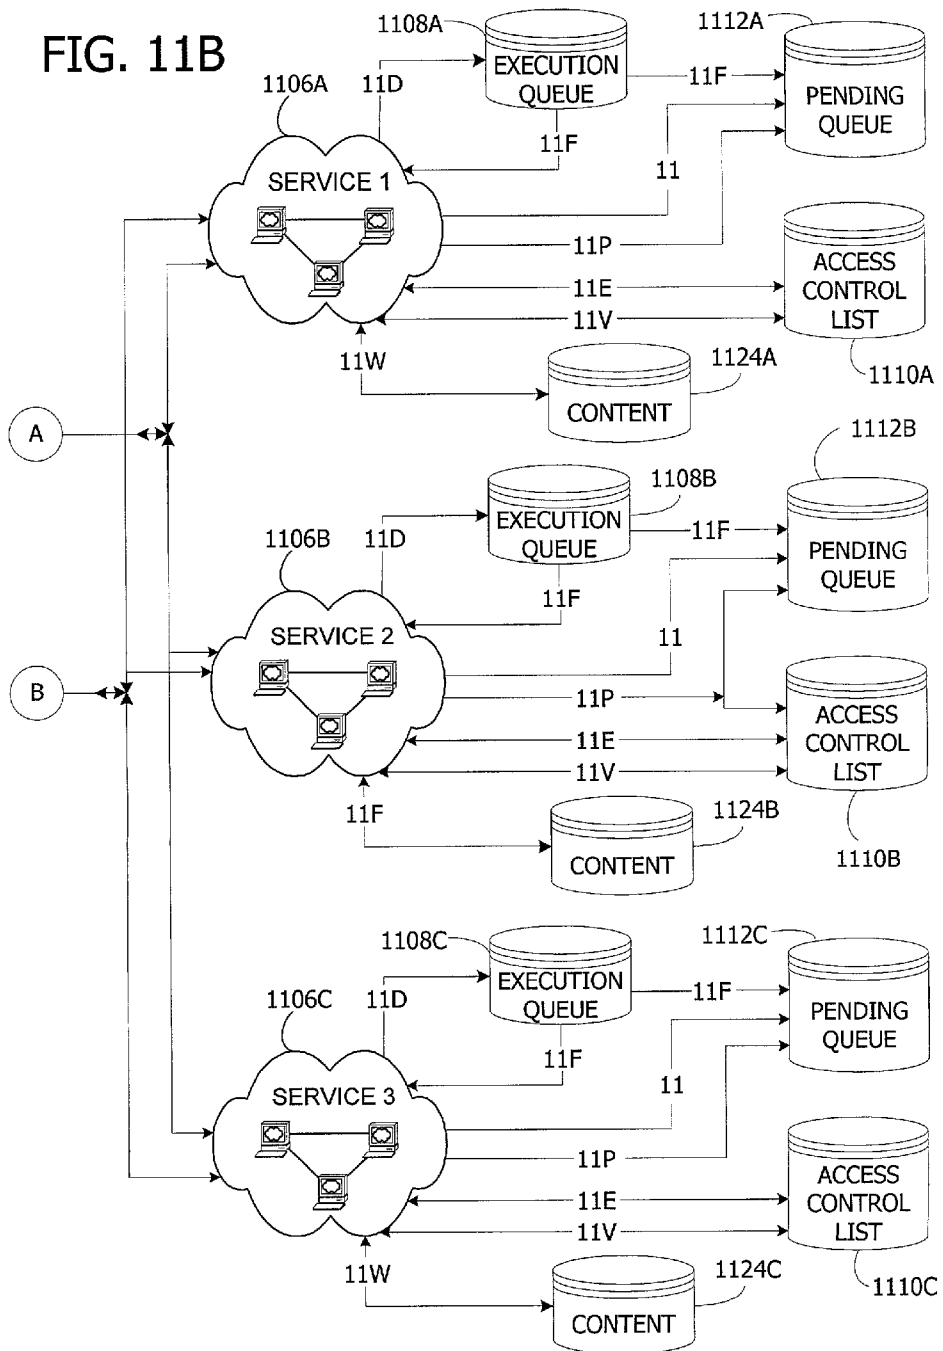 FIG. 11B
1108A
1112A
1106A
11D
EXECUTION
QUEUE
11F
PENDING
QUEUE
11F
11
SERVICE 1
11P
11E
11V
ACCESS
CONTROL
LIST
11W
1124A
1110A
CONTENT
A
1112B
1108B
1106B
11D
EXECUTION
QUEUE
11F
PENDING
QUEUE
11F
11
SERVICE 2
B
11P
11E
11V
ACCESS
CONTROL
LIST
11F
1124B
1110B
CONTENT
1108C
1112C
1106C
11D
EXECUTION
QUEUE
11F
PENDING
QUEUE
11F
11
SERVICE 3
11P
11E
11V
ACCESS
CONTROL
LIST
11W
1124C
1110C
CONTENT